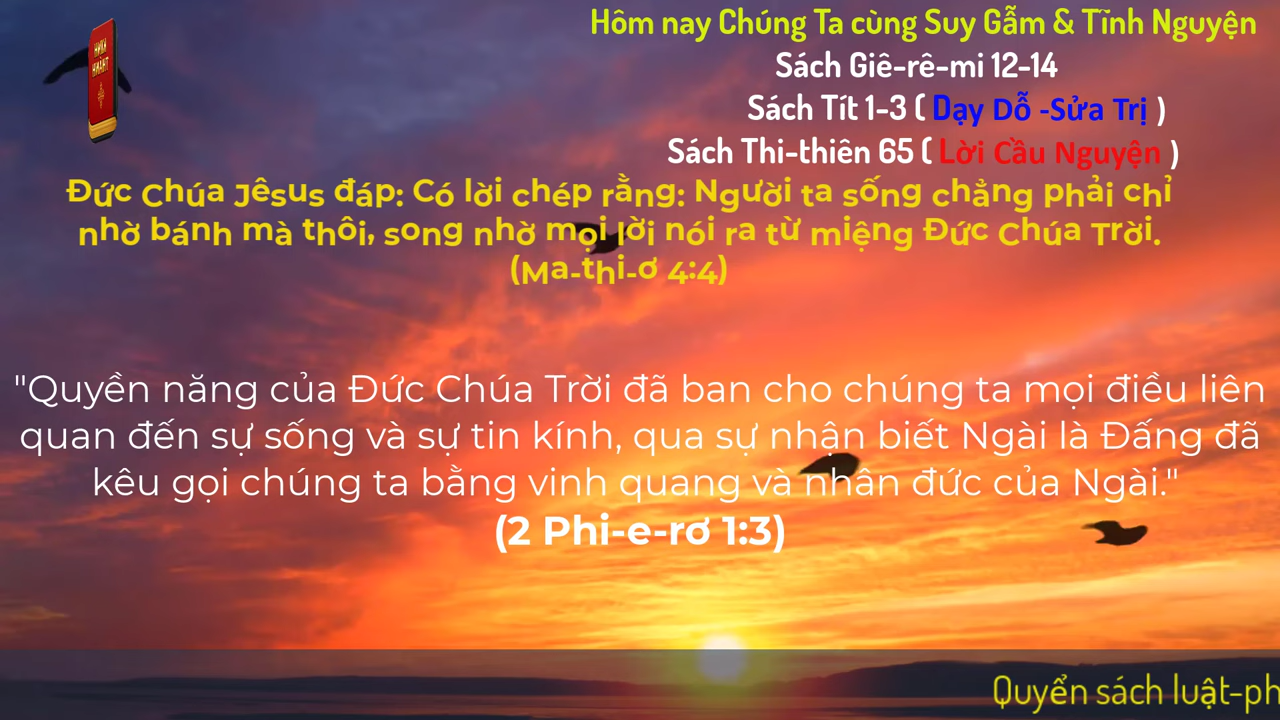 Hôm nay Chúng Ta cùng Suy Gẫm & Tĩnh Nguyện
Sách Giê-rê-mi 12-14
Sách Tít 1-3 ( Dạy Dỗ -Sửa Trị )
Sách Thi-thiên 65 ( Lời Cầu Nguyện )
Đức Chúa Jêsus đáp: Có lời chép rằng: Người ta sống chẳng phải chỉ
nhờ bánh mà thôi, song nhờ mọi lời nói ra từ miệng Đức Chúa Trời.
(Ma-thi-ơ 4:4)
"Quyền năng của Đức Chúa Trời đã ban cho chúng ta mọi điều liên
quan đến sự sống và sự tin kính, qua sự nhận biết Ngài là Đấng đã
kêu gọi chúng ta bằng vinh quang và nhân đức của Ngài."
(2 Phi-e-rơ 1:3)
Quyển sách luật-ph